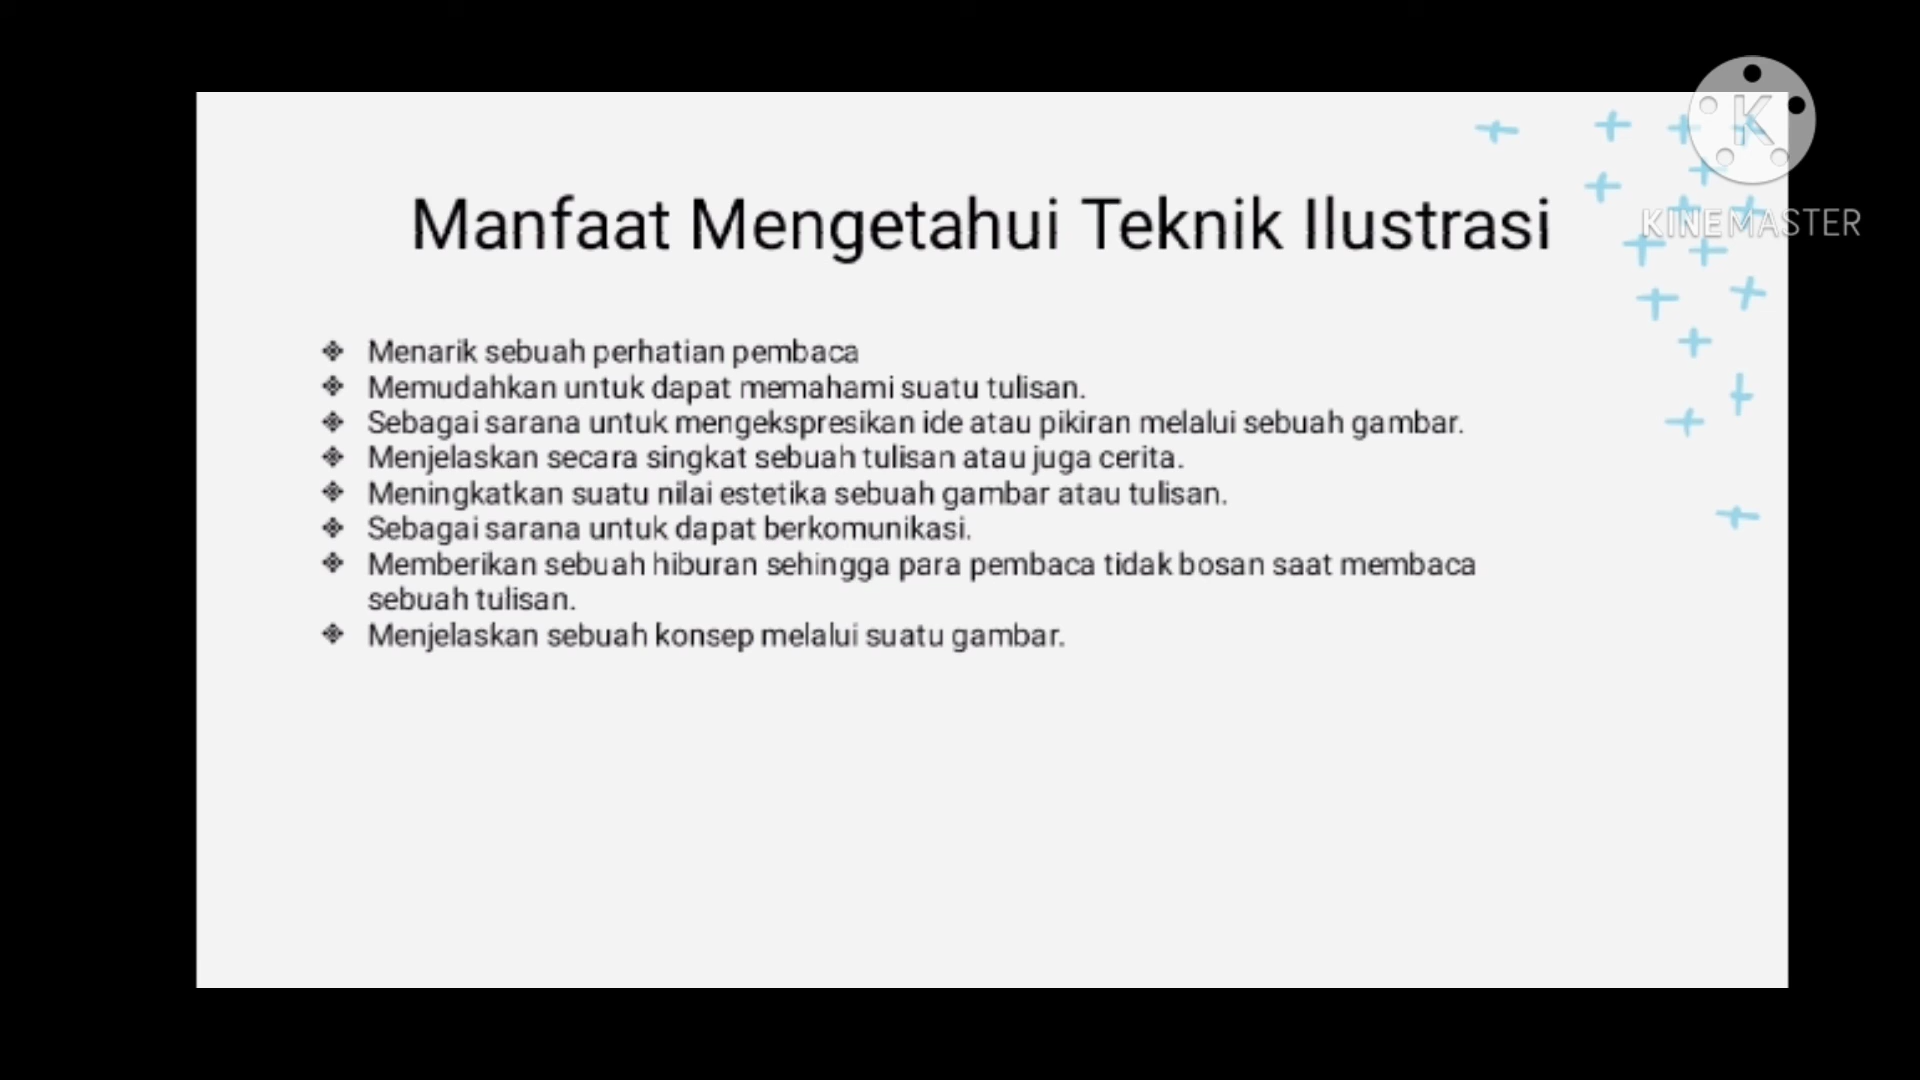 Manfaat Mengetahui Teknik Ilustrasi
Menarik sebuah perhatian pembaca
Memudahkan untuk dapat memahami suatu tulisan.
Sebagai sarana untuk mengekspresikan ide atau pikiran melalui sebuah gambar.
Menjelaskan secara singkat sebuah tulisan atau juga cerita.
Meningkatkan suatu nilai estetika sebuah gambar atau tulisan.
Sebagai sarana untuk dapat berkomunikasi.
Memberikan sebuah hiburan sehingga para pembaca tidak bosan saat membaca
sebuah tulisan.
Menjelaskan sebuah konsep melalui suatu gambar.
K
KINEMASTER